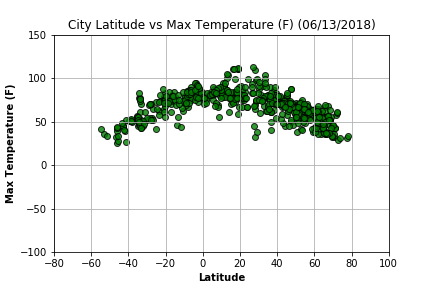 City Latitude vs Max Temperature (F) (06/13/2018)
Max Temperature (F)
150
100
50
0
−50
−100
−80 −60 −40 −20 0 20 40 60 80 100
Latitude